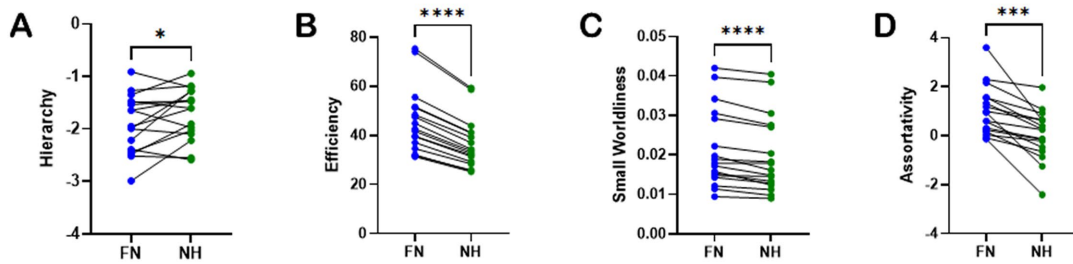 A
*
Hierarchy
0
-1
-2
-3
-4
FN NH
B
****
Efficiency
80
60
40
20
0
FN NH
C
****
Small Worldliness
0.05
0.04
0.03
0.02
0.01
0.00
FN NH
D
***
Assortativity
4
2
0
-2
-4
FN NH